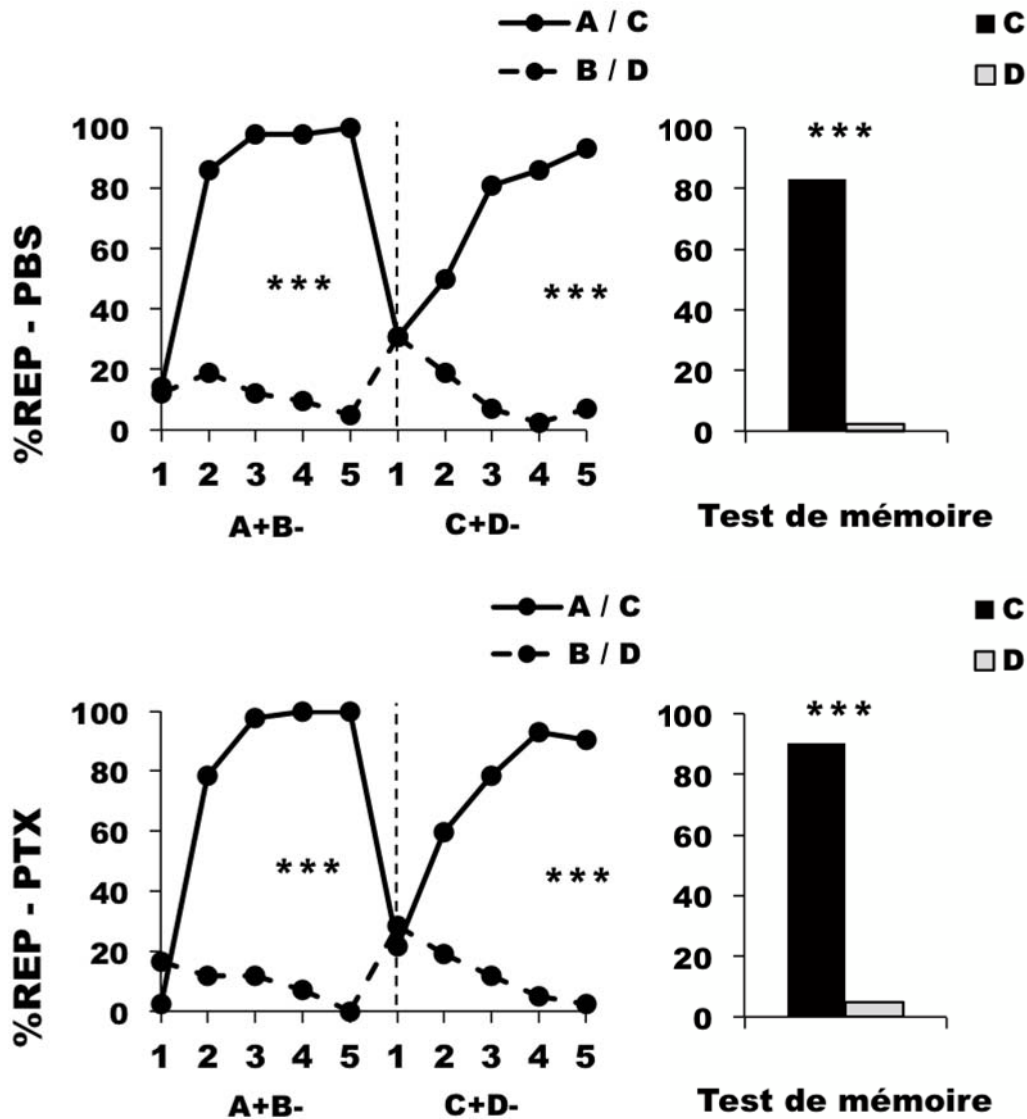 A / C
B / D
C
D
%REP - PBS
100
80
60
40
20
0
***
***
1 2 3 4 5 1 2 3 4 5
A+B- C+D-
100
80
60
40
20
0
***
Test de mémoire
A / C
B / D
C
D
%REP - PTX
100
80
60
40
20
0
***
***
1 2 3 4 5 1 2 3 4 5
A+B- C+D-
100
80
60
40
20
0
***
Test de mémoire